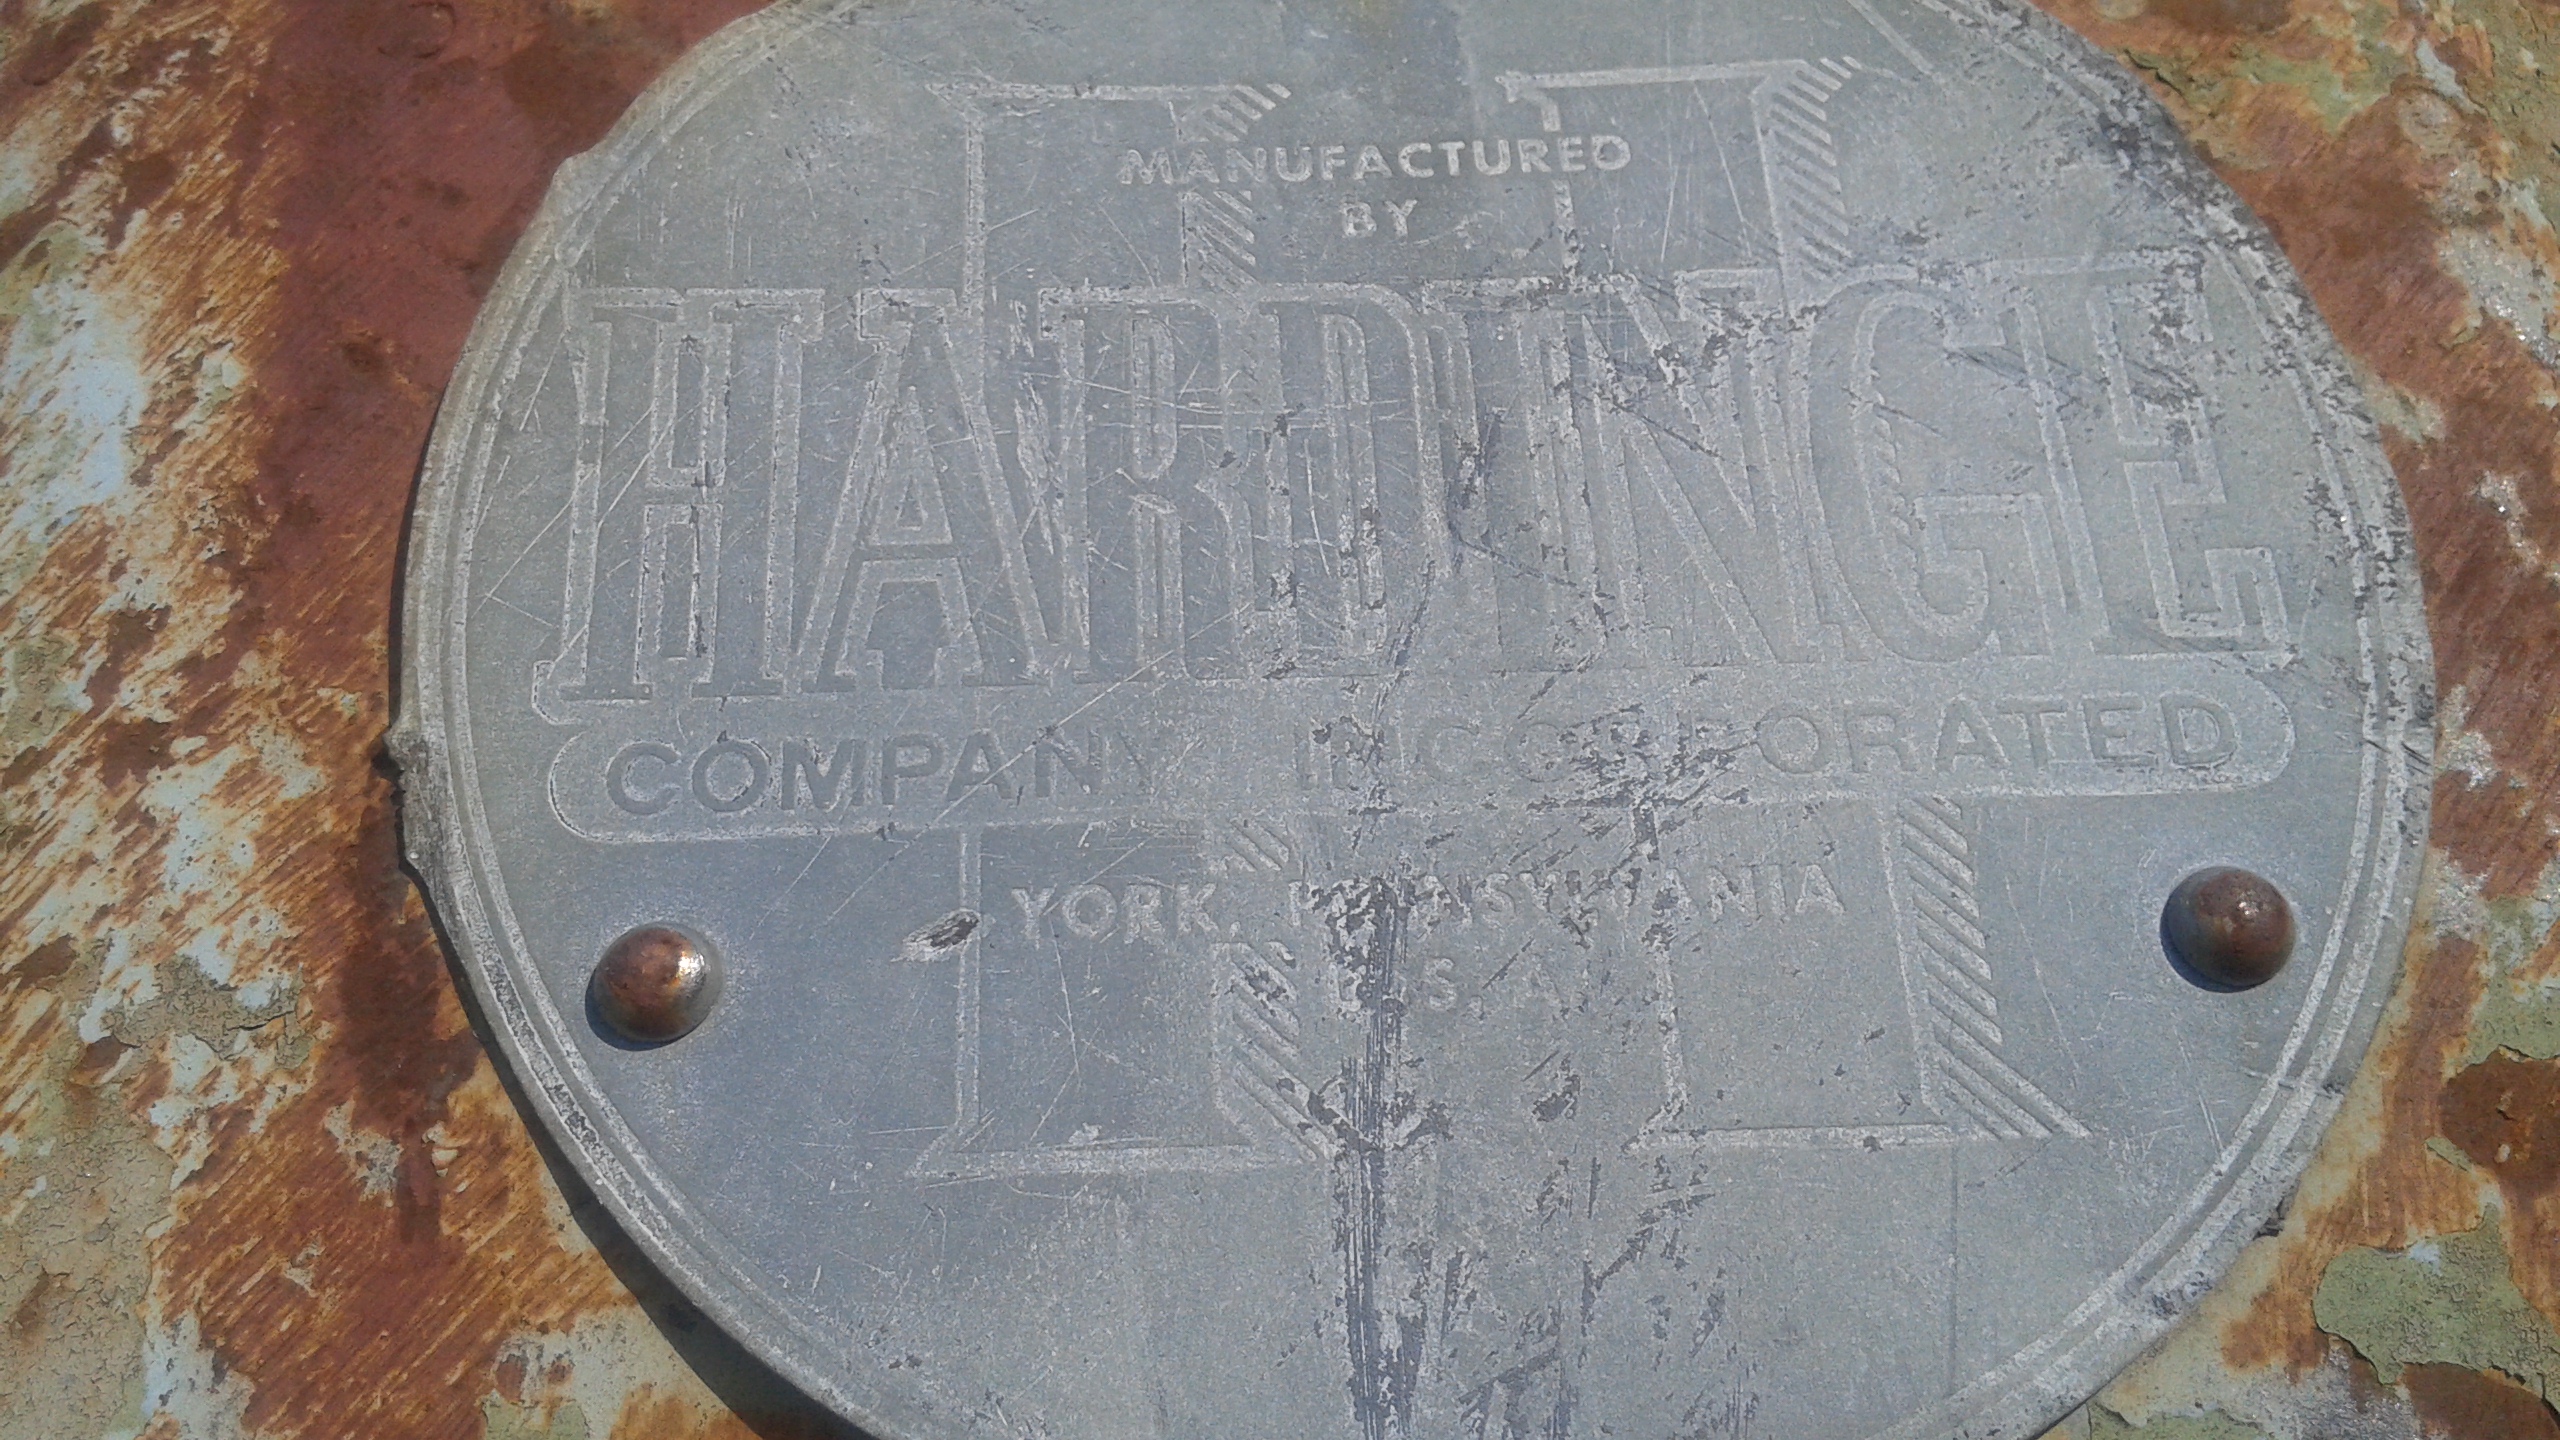 MANUFACTURED
BY
HARDINGE
COMPANY INCORPORATED
YORK, PENNSYLVANIA
U. S. A.
H